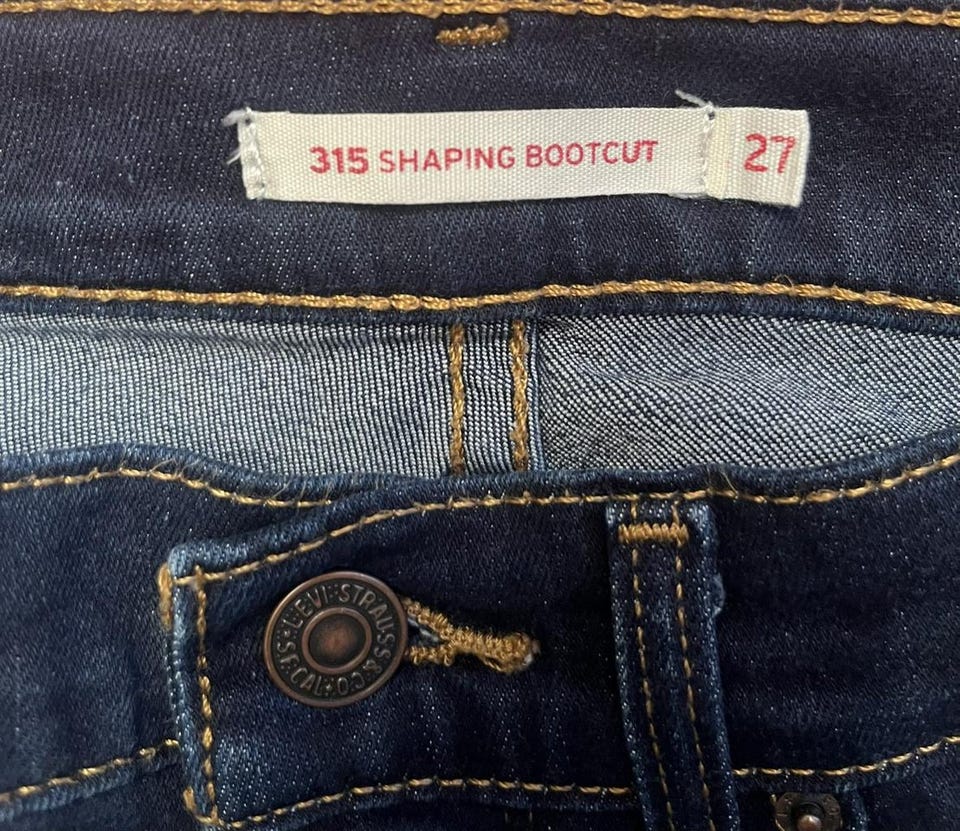 315 SHAPING BOOTCUT 27
LEVI STRAUSS & CO. S.F. CAL